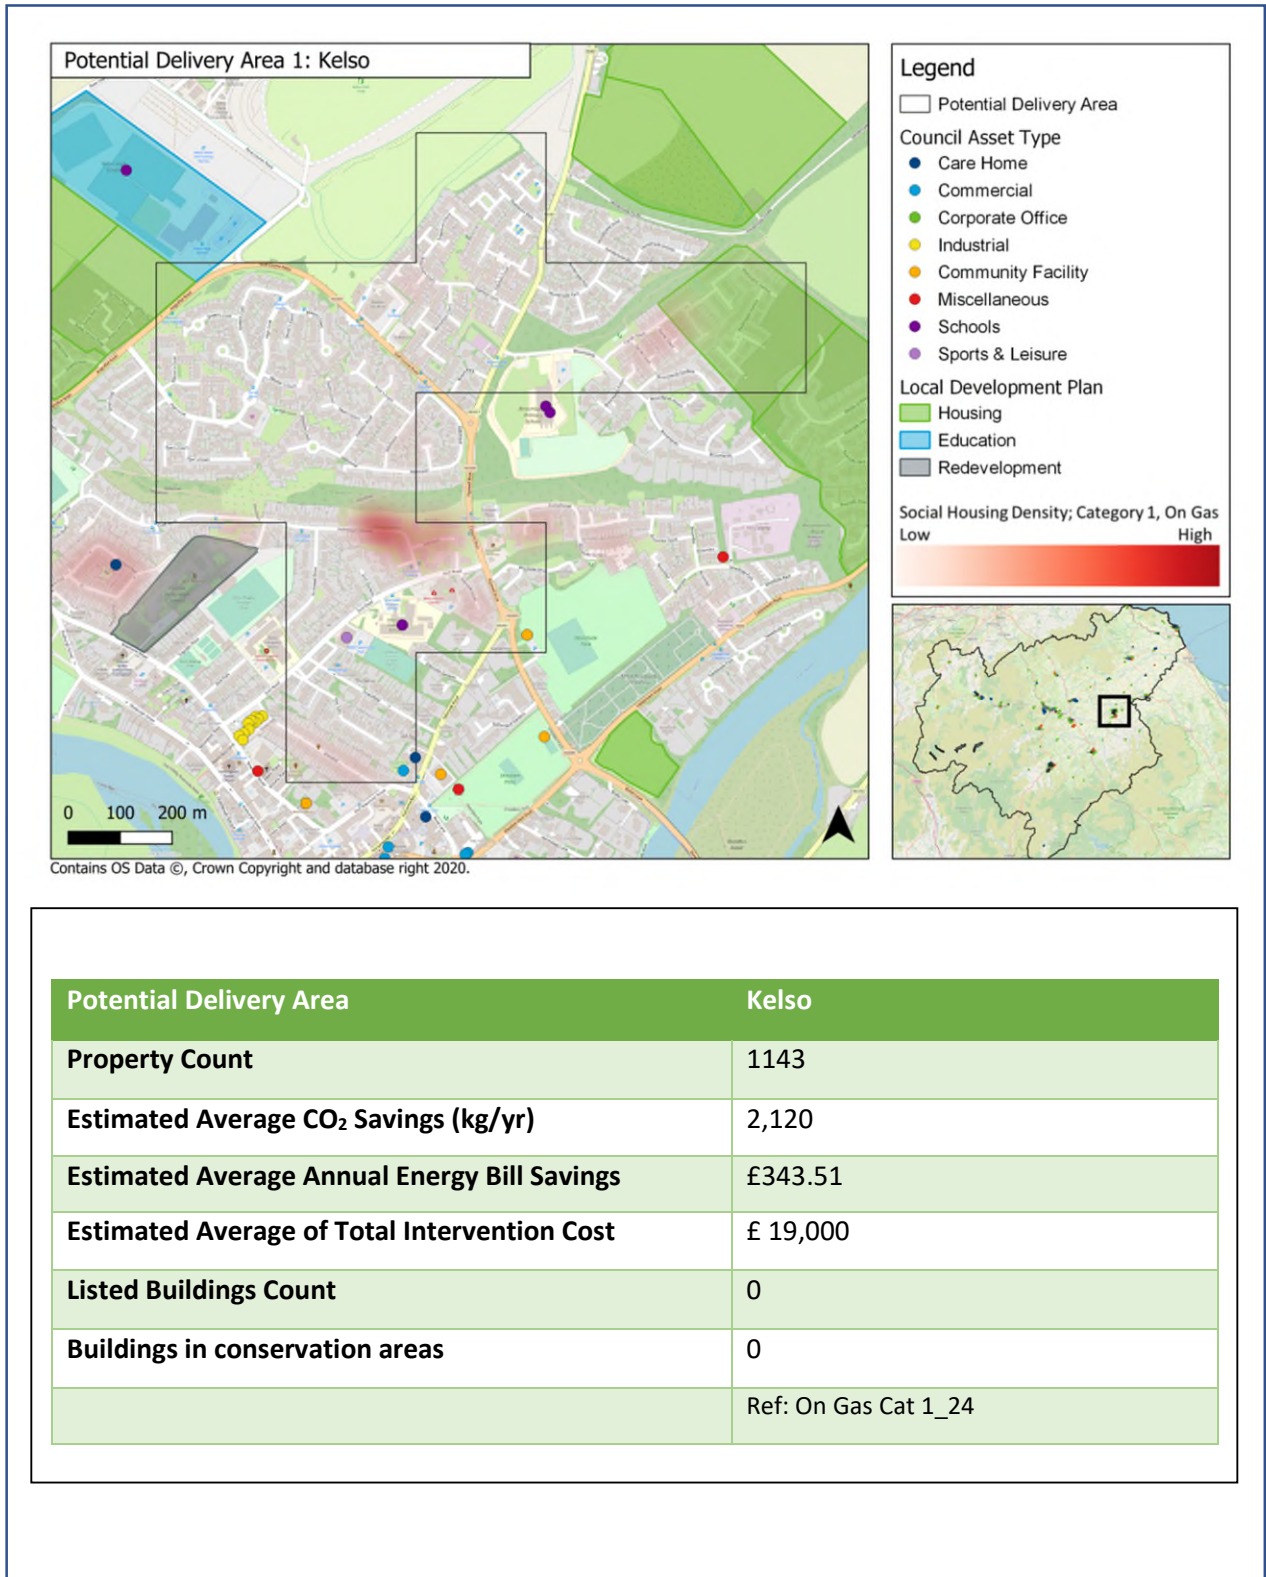 Potential Delivery Area 1: Kelso
0 100 200 m
Contains OS Data ©, Crown Copyright and database right 2020.
Legend
Potential Delivery Area
Council Asset Type
Care Home
Commercial
Corporate Office
Industrial
Community Facility
Miscellaneous
Schools
Sports & Leisure
Local Development Plan
Housing
Education
Redevelopment
Social Housing Density; Category 1, On Gas
Low High
Potential Delivery Area Kelso
Property Count 1143
Estimated Average CO₂ Savings (kg/yr) 2,120
Estimated Average Annual Energy Bill Savings £343.51
Estimated Average of Total Intervention Cost £ 19,000
Listed Buildings Count 0
Buildings in conservation areas 0
Ref: On Gas Cat 1_24